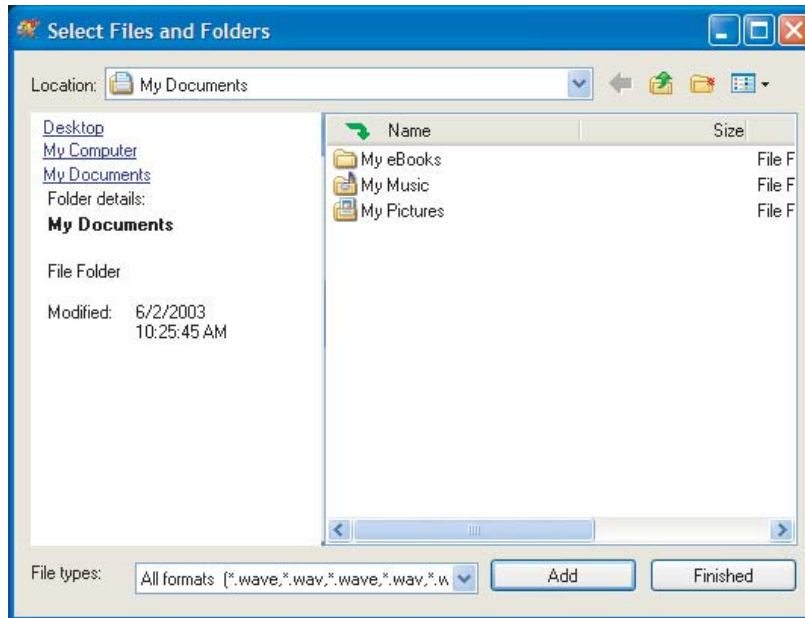 Select Files and Folders
Location: My Documents
Desktop
My Computer
My Documents
Folder details:
My Documents
File Folder
Modified: 6/2/2003
10:25:45 AM
Name Size
My eBooks File F
My Music File F
My Pictures File F
File types: All formats (*.wave,*.wav,*.wave,*.wav,*.w Add Finished